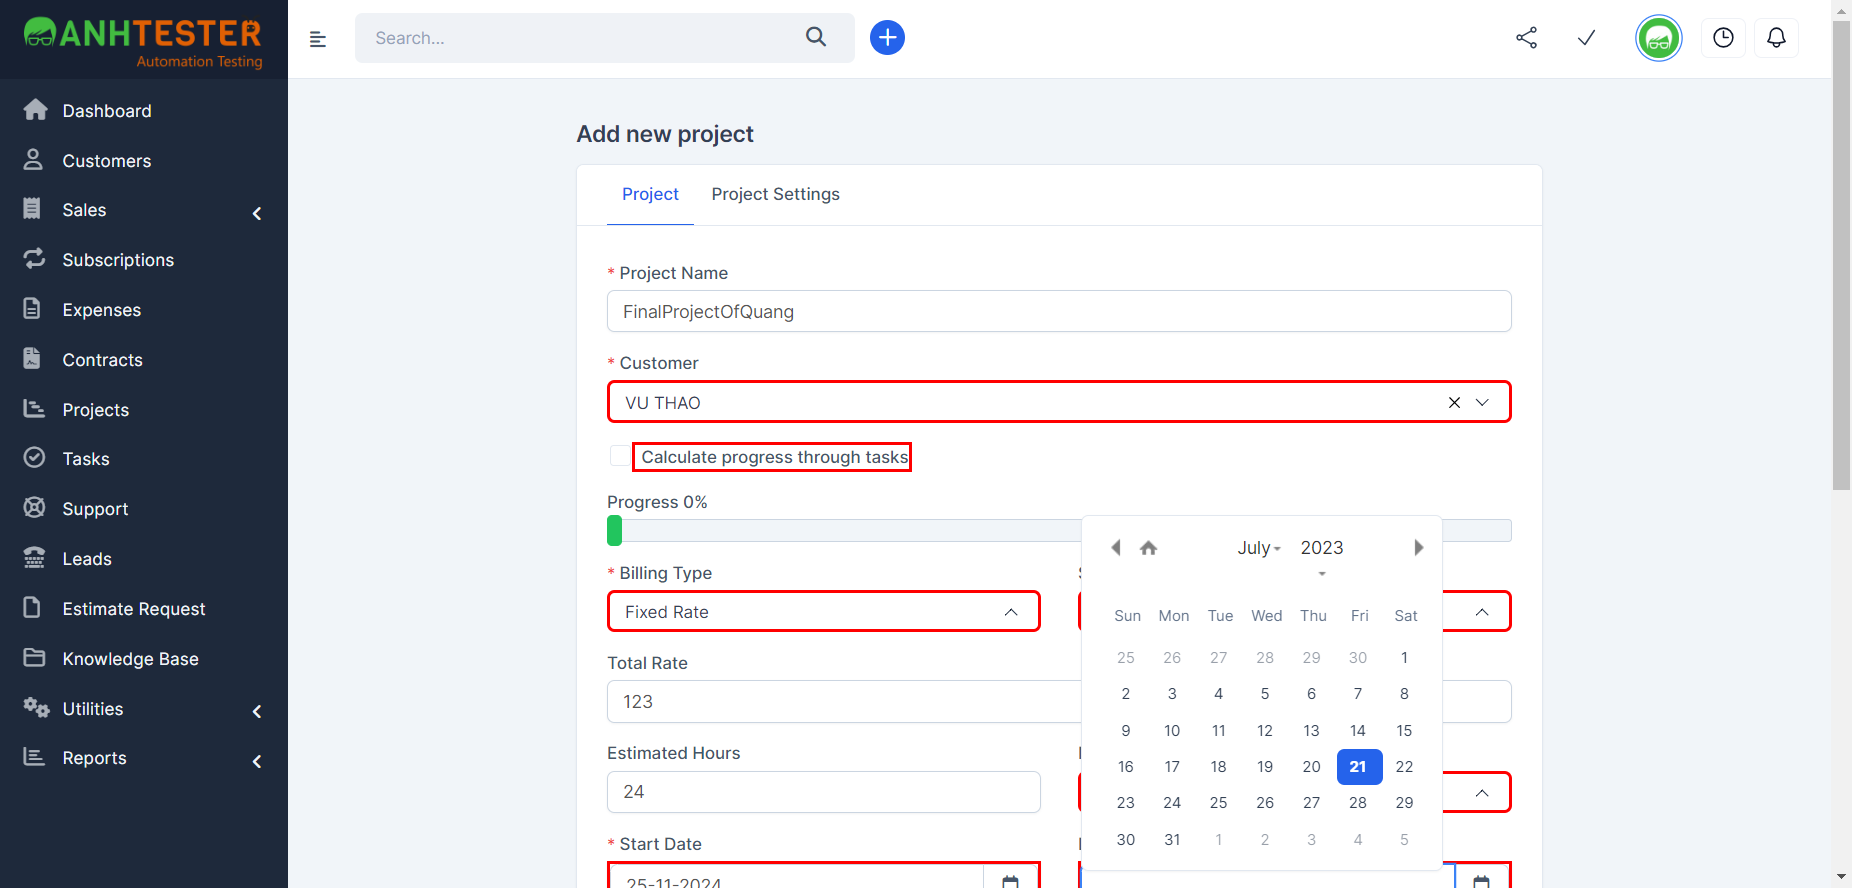 ANHTESTER
Automation Testing
Search...
Dashboard
Customers
Sales
Subscriptions
Expenses
Contracts
Projects
Tasks
Support
Leads
Estimate Request
Knowledge Base
Utilities
Reports
Add new project
Project
Project Settings
* Project Name
FinalProjectOfQuang
* Customer
VU THAO
Calculate progress through tasks
Progress 0%
* Billing Type
Fixed Rate
Total Rate
123
Estimated Hours
24
* Start Date
25-11-2024
July 2023
Sun Mon Tue Wed Thu Fri Sat
25 26 27 28 29 30 1
2 3 4 5 6 7 8
9 10 11 12 13 14 15
16 17 18 19 20 21 22
23 24 25 26 27 28 29
30 31 1 2 3 4 5